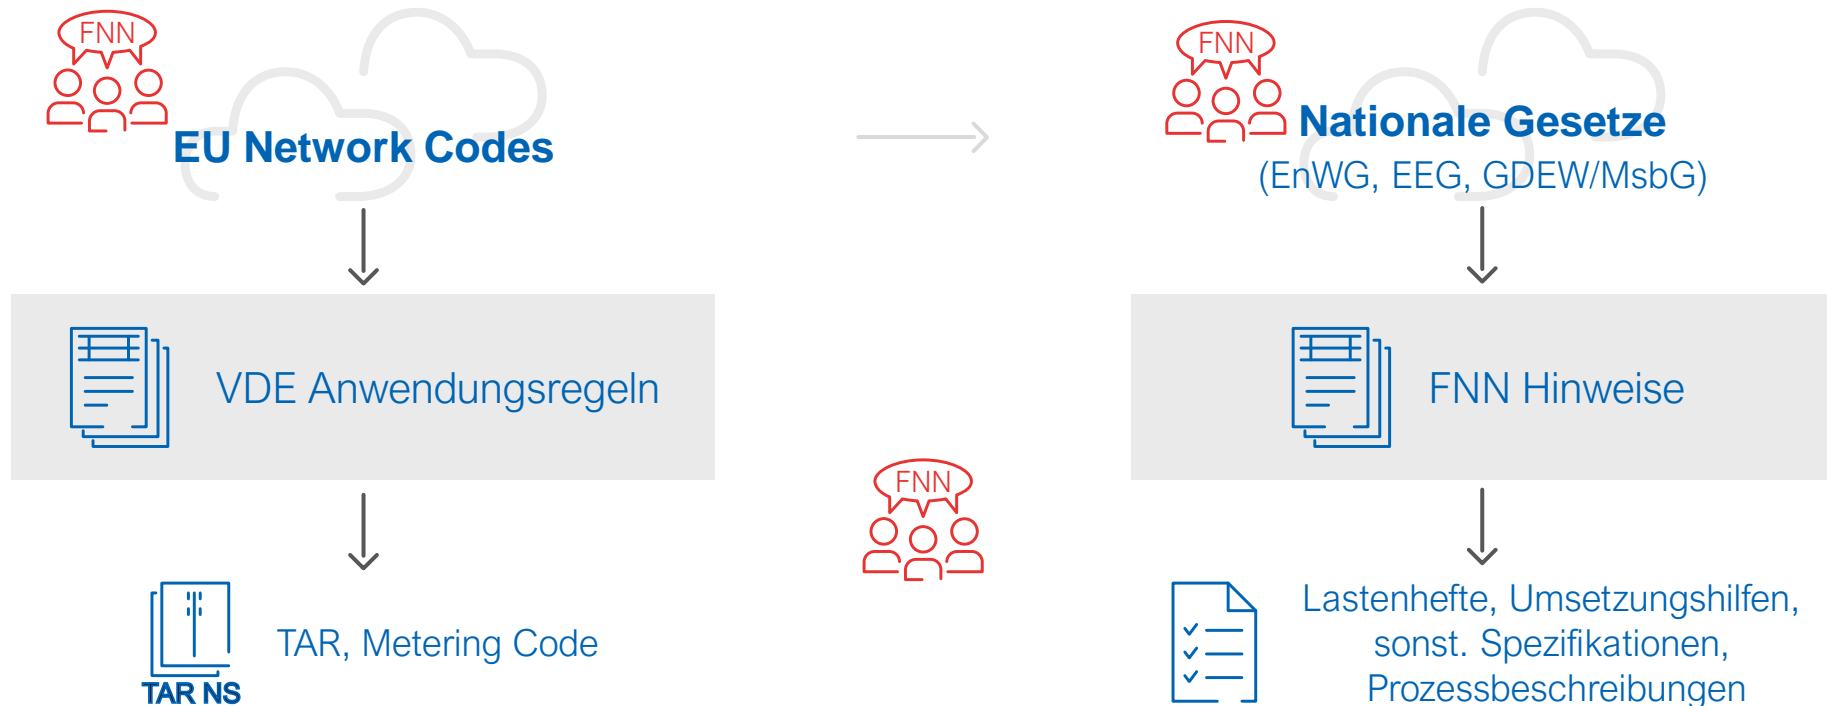 FNN
EU Network Codes
FNN
Nationale Gesetze
(EnWG, EEG, GDEW/MsbG)
VDE Anwendungsregeln
FNN Hinweise
FNN
TAR, Metering Code
TAR NS
Lastenhefte, Umsetzungshilfen,
sonst. Spezifikationen,
Prozessbeschreibungen